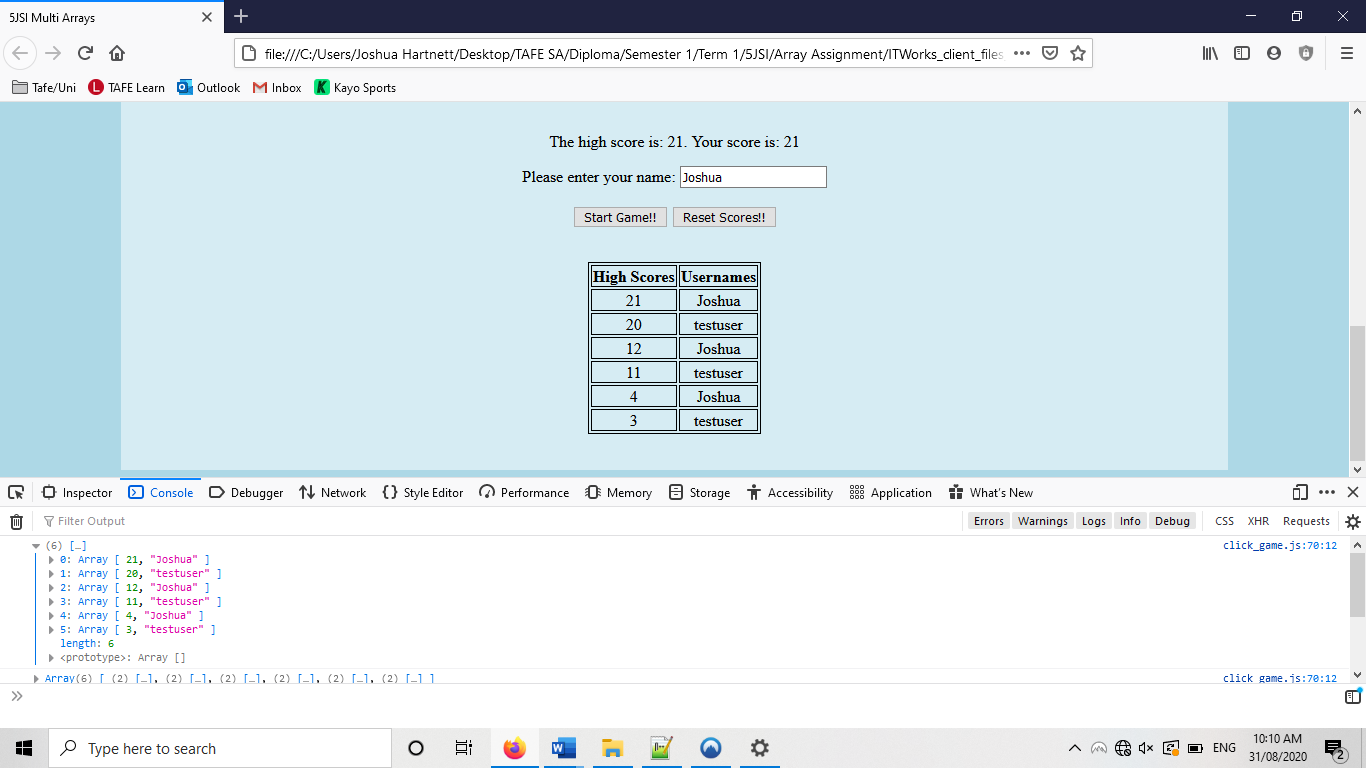 5JSI Multi Arrays
file:///C:/Users/Joshua Hartnett/Desktop/TAFE SA/Diploma/Semester 1/Term 1/5JSI/Array Assignment/ITWorks_client_files
Tafe/Uni TAFE Learn Outlook Inbox Kayo Sports
The high score is: 21. Your score is: 21
Please enter your name: Joshua
Start Game!! Reset Scores!!
High Scores Usernames
21 Joshua
20 testuser
12 Joshua
11 testuser
4 Joshua
3 testuser
Inspector Console Debugger Network Style Editor Performance Memory Storage Accessibility Application What's New
Filter Output Errors Warnings Logs Info Debug CSS XHR Requests
(6) […] click_game.js:70:12
0: Array [ 21, "Joshua" ]
1: Array [ 20, "testuser" ]
2: Array [ 12, "Joshua" ]
3: Array [ 11, "testuser" ]
4: Array [ 4, "Joshua" ]
5: Array [ 3, "testuser" ]
length: 6
<prototype>: Array []
Array(6) [ (2) […], (2) […], (2) […], (2) […], (2) […], (2) […] ] click_game.js:70:12
Type here to search ENG 10:10 AM
31/08/2020 2